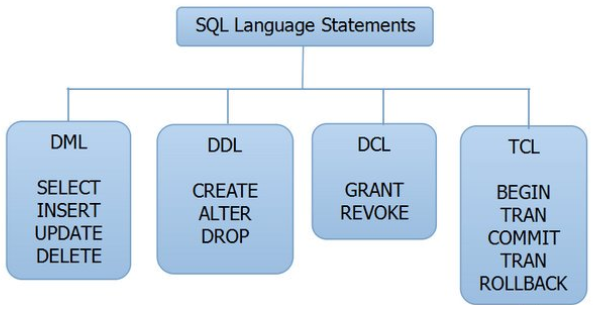 SQL Language Statements
DML
SELECT
INSERT
UPDATE
DELETE
DDL
CREATE
ALTER
DROP
DCL
GRANT
REVOKE
TCL
BEGIN
TRAN
COMMIT
TRAN
ROLLBACK